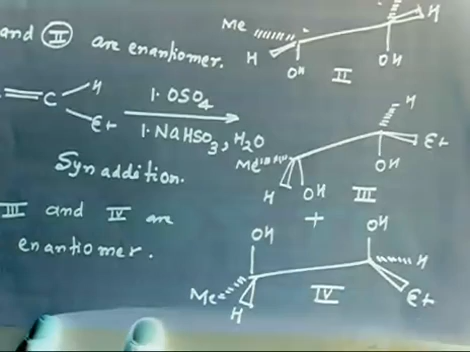 and II are enantiomer.
Me
H
H
OH
OH
II
=C
H
Et
1. OSO4
1. NaHSO3, H2O
Syn addition.
H
Me
Et
OH
H
OH
III
+
III and IV are
enantiomer.
OH
OH
Me
H
H
Et
IV